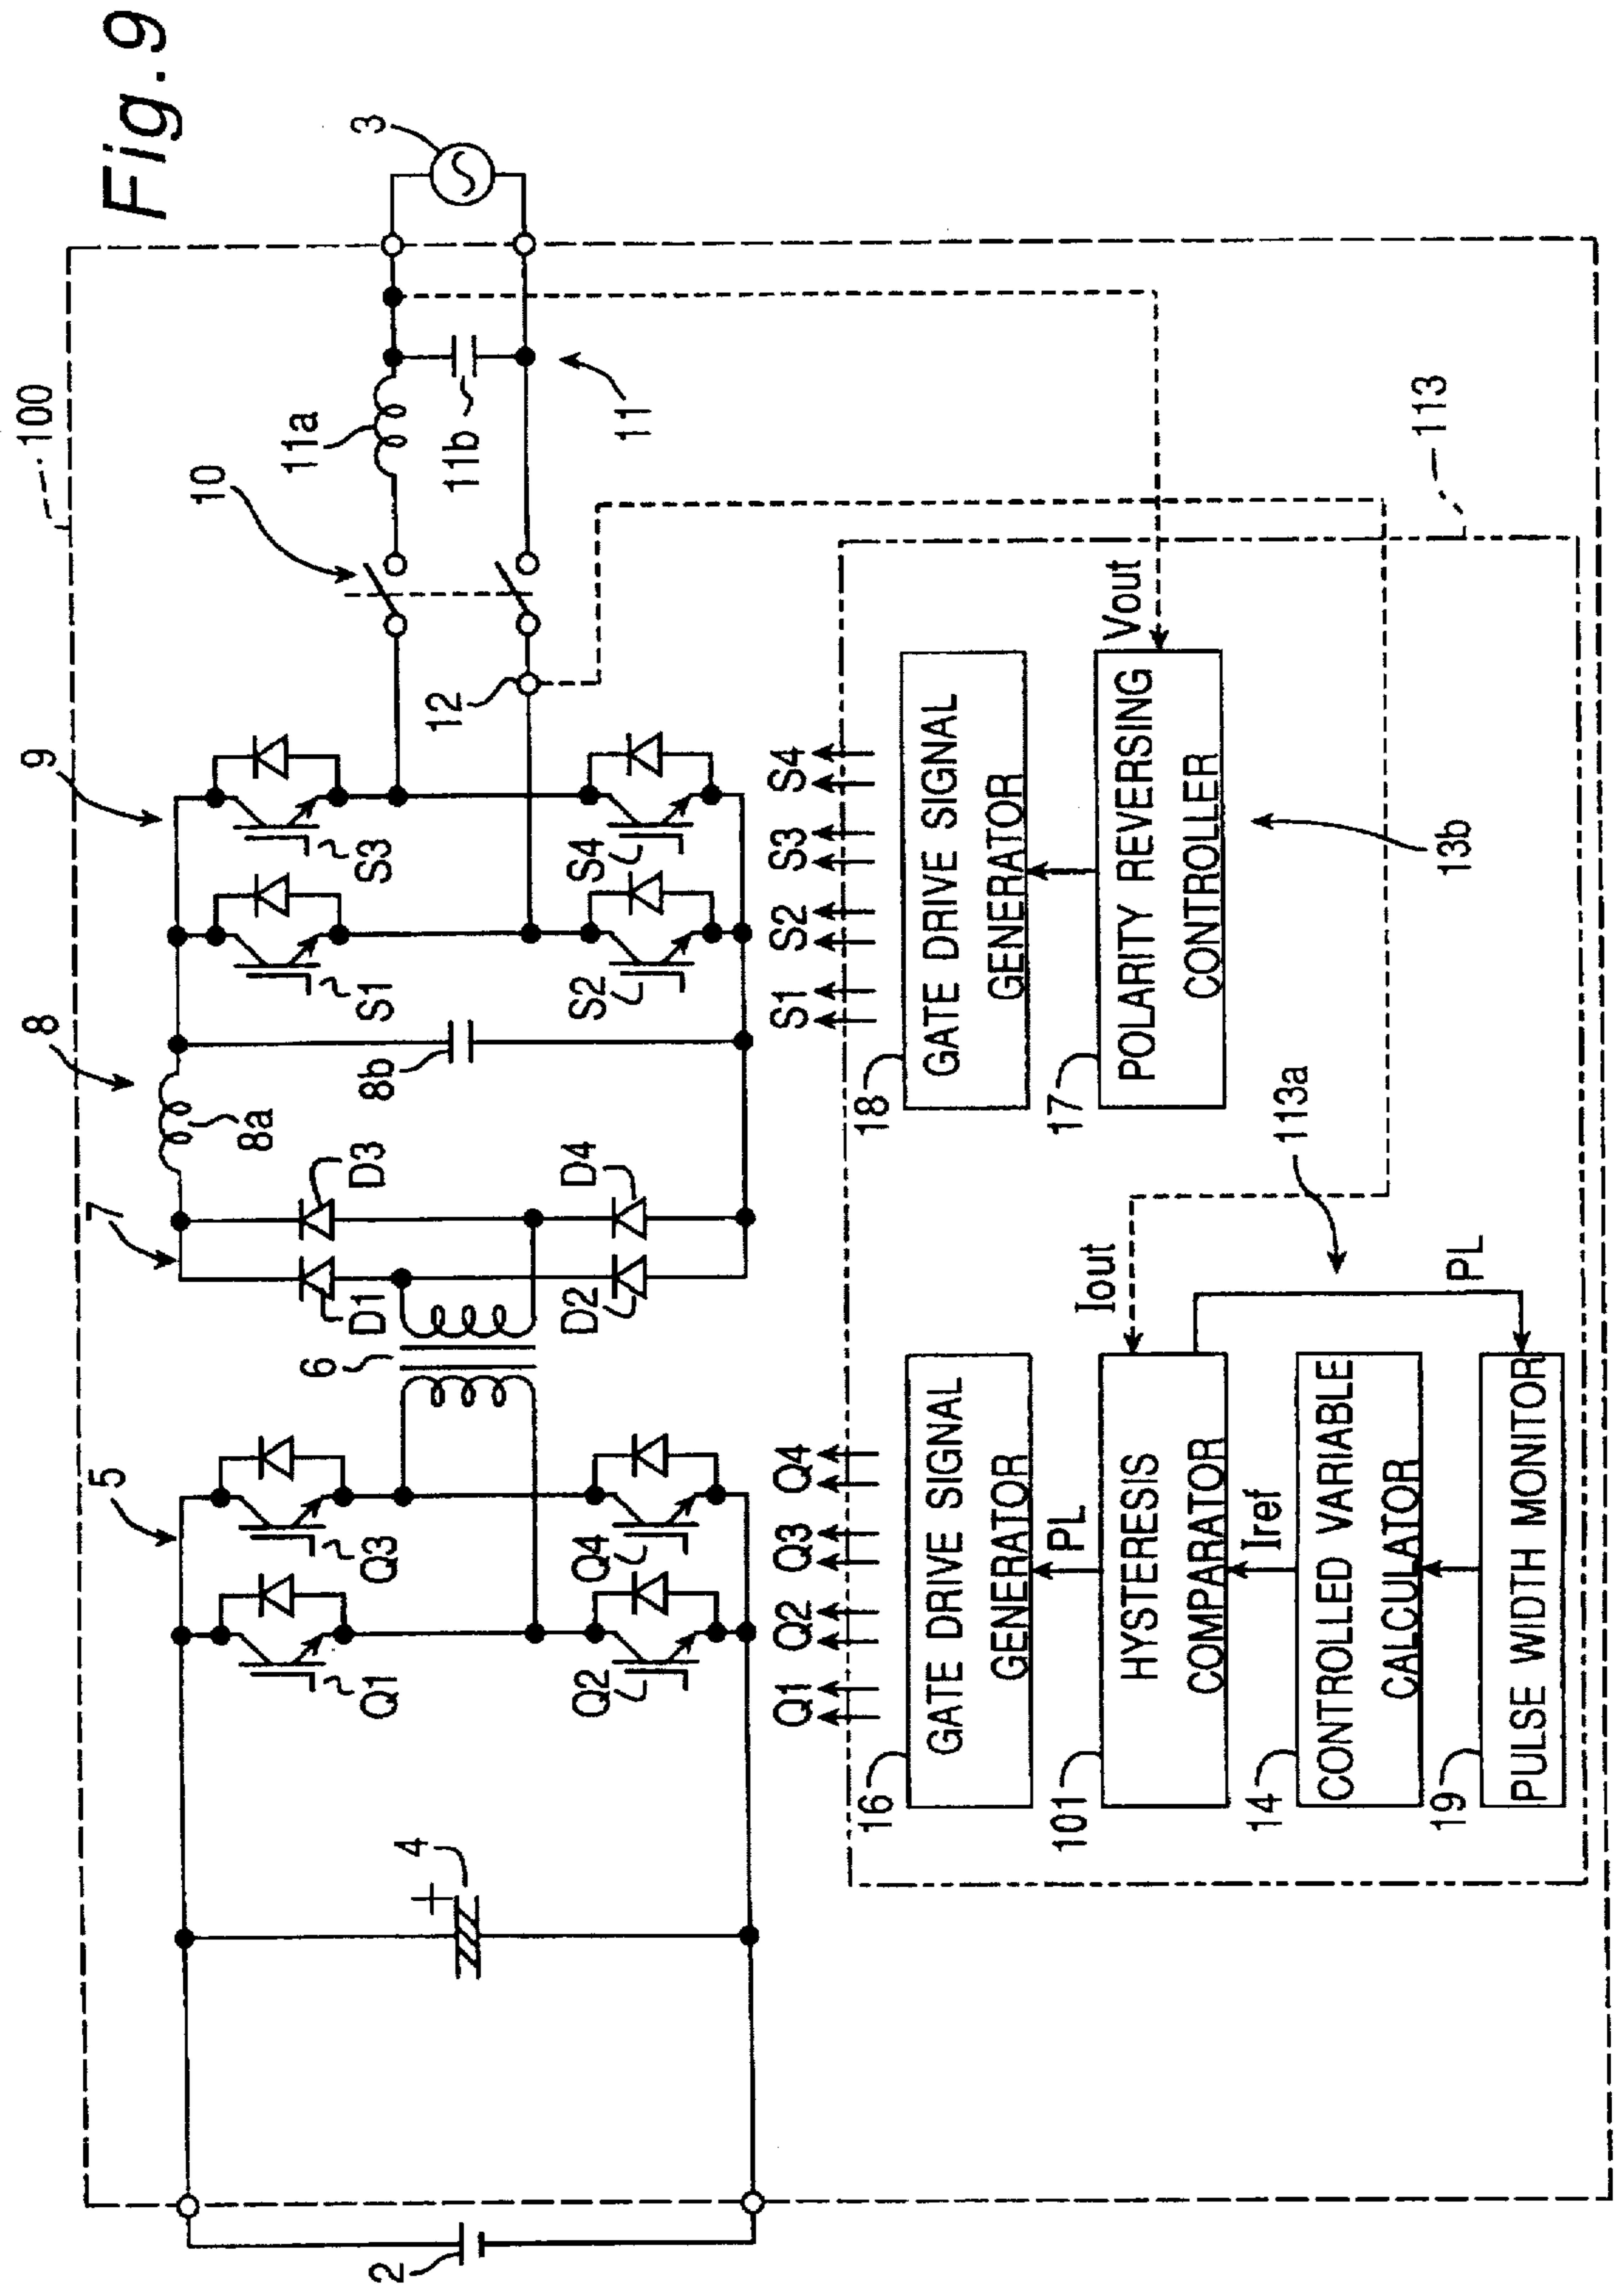 Fig. 9
100
3
11a
10
11b
11
9
12
8
S3
S4
S1
S2
8b
8a
7
D3
D4
D1
D2
6
5
Q3
Q4
Q1
Q2
4
2
113
S1 S2 S3 S4
Q1 Q2 Q3 Q4
18
GATE DRIVE SIGNAL
GENERATOR
17
POLARITY REVERSING
CONTROLLER
Vout
13b
113a
Iout
PL
16
GATE DRIVE SIGNAL
GENERATOR
PL
101
HYSTERESIS
COMPARATOR
Iref
14
CONTROLLED VARIABLE
CALCULATOR
19
PULSE WIDTH MONITOR